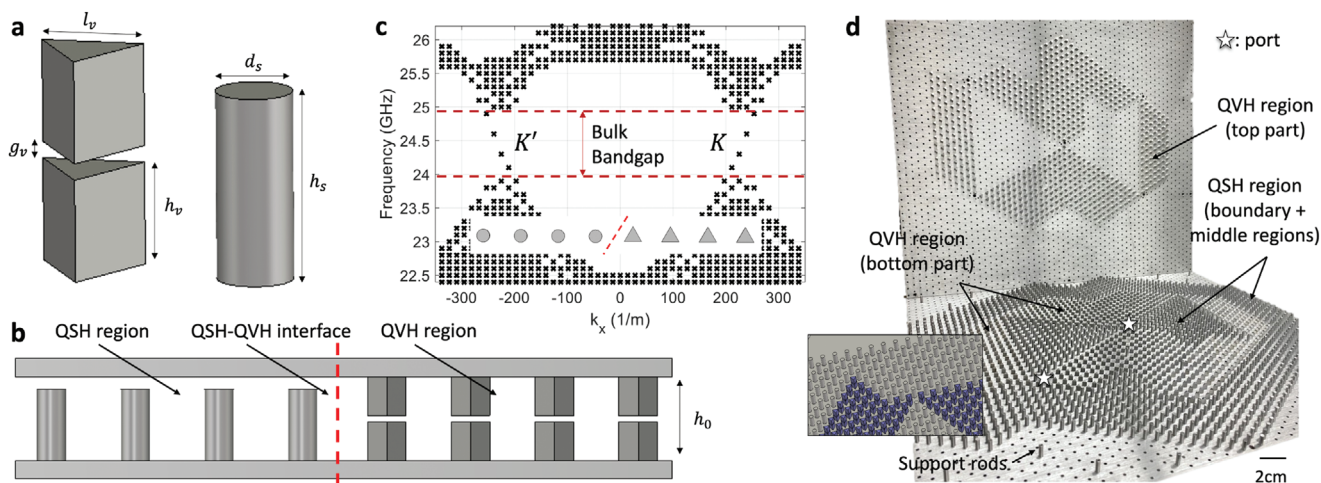 a
l_v
g_v
h_v
d_s
h_s
b
QSH region
QSH-QVH interface
QVH region
h_0
c
Frequency (GHz)
26
25.5
25
24.5
24
23.5
23
22.5
K′
K
Bulk
Bandgap
-300
-200
-100
0
100
200
300
k_x (1/m)
d
☆: port
QVH region
(top part)
QSH region
(boundary +
middle regions)
QVH region
(bottom part)
Support rods
2cm